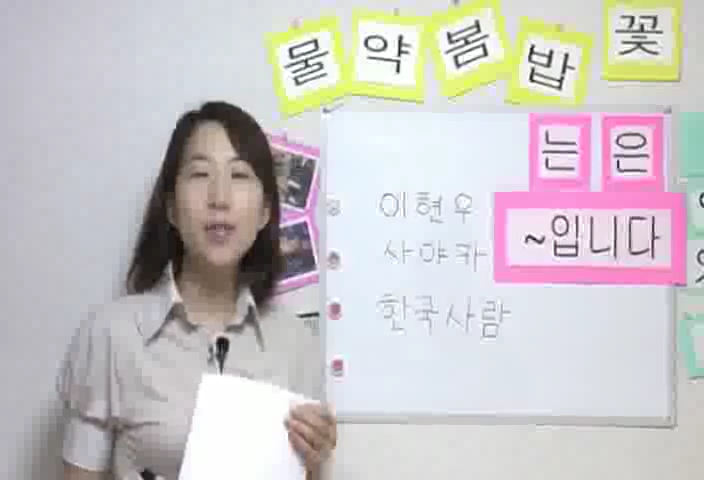 물 약 봄 밥 꽃
는 은
이현우
~입니다
사야카
한국사람